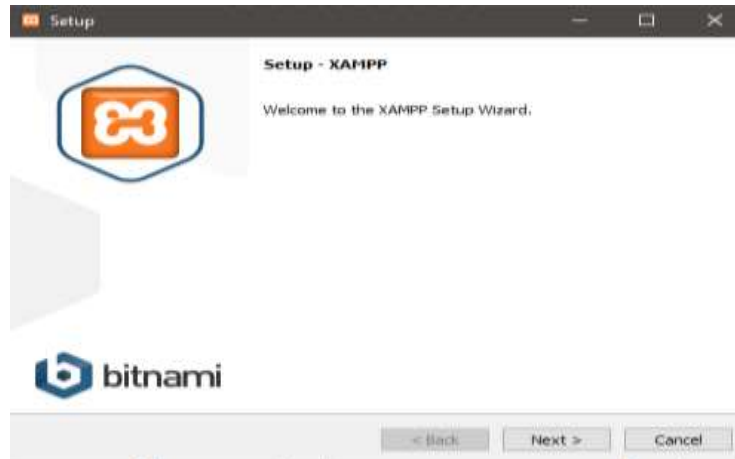 Setup
Setup - XAMPP
Welcome to the XAMPP Setup Wizard.
bitnami
< Back
Next >
Cancel